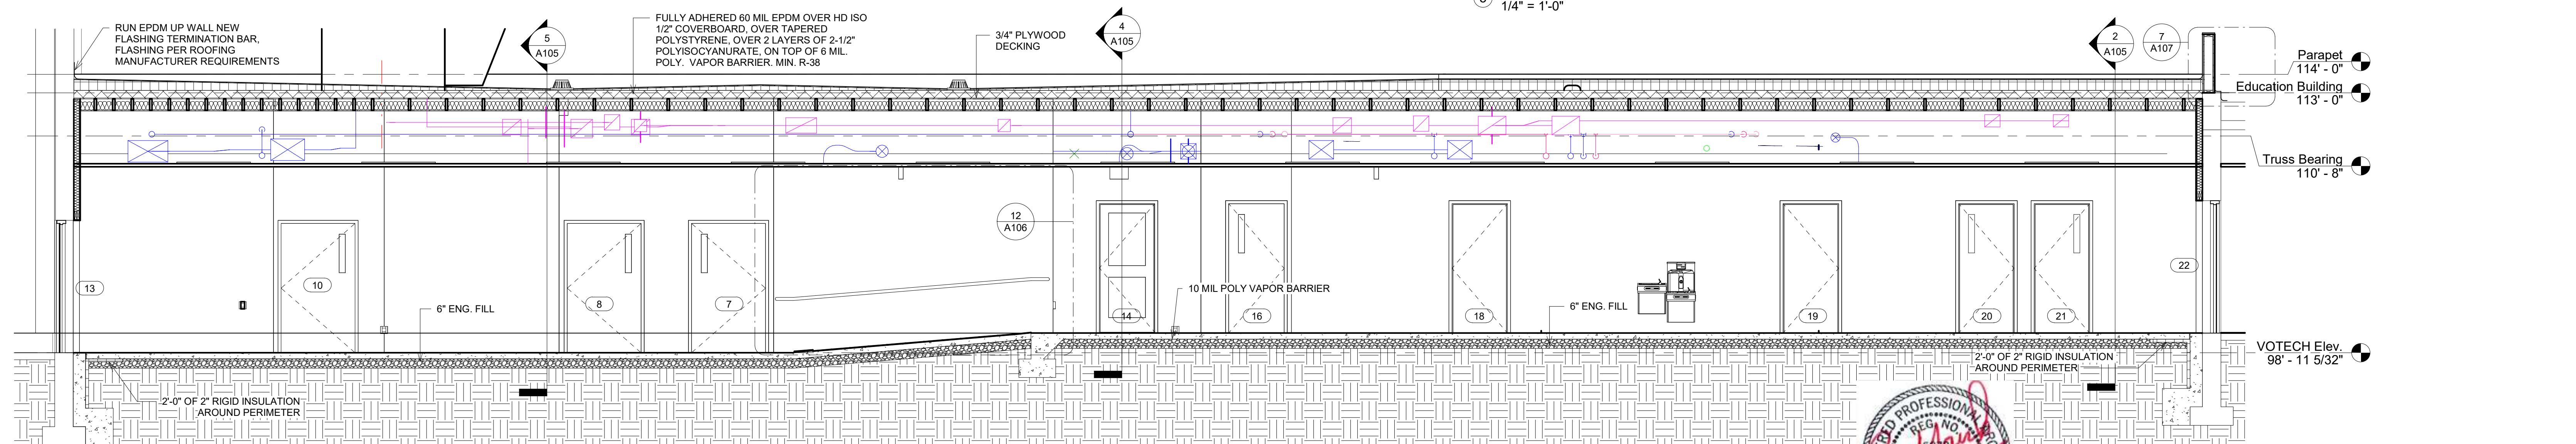 1/4" = 1'-0"
RUN EPDM UP WALL NEW
FLASHING TERMINATION BAR,
FLASHING PER ROOFING
MANUFACTURER REQUIREMENTS
5
A105
FULLY ADHERED 60 MIL EPDM OVER HD ISO
1/2" COVERBOARD, OVER TAPERED
POLYSTYRENE, OVER 2 LAYERS OF 2-1/2"
POLYISOCYANURATE, ON TOP OF 6 MIL.
POLY. VAPOR BARRIER. MIN. R-38
3/4" PLYWOOD
DECKING
4
A105
2
A105
7
A107
Parapet
114' - 0"
Education Building
113' - 0"
Truss Bearing
110' - 8"
12
A106
13
10
8
7
14
16
18
19
20
21
22
6" ENG. FILL
10 MIL POLY VAPOR BARRIER
6" ENG. FILL
VOTECH Elev.
98' - 11 5/32"
2'-0" OF 2" RIGID INSULATION
AROUND PERIMETER
2'-0" OF 2" RIGID INSULATION
AROUND PERIMETER
PROFESSIONAL
REG. NO.